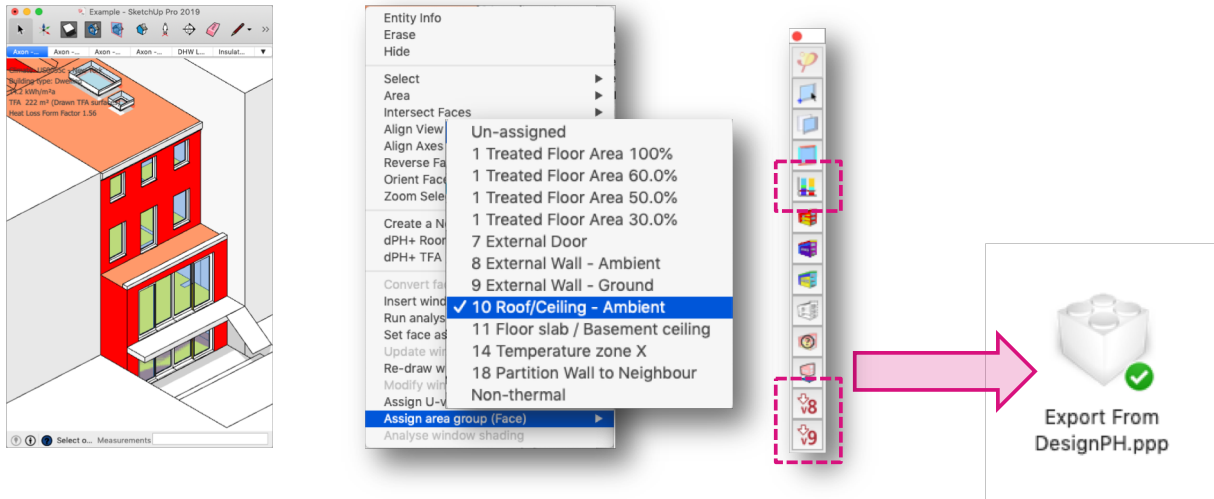 Example - SketchUp Pro 2019
Axon -...
Axon -...
Axon -...
Axon -...
DHW L...
Insulat...
Building type: Dwelling
TFA 222 m² (Drawn TFA surfaces)
Heat Loss Form Factor 1.56
Select o...
Measurements
Entity Info
Erase
Hide
Select
Area
Intersect Faces
Align View
Align Axes
Reverse Fa
Orient Face
Zoom Sele
Create a N
dPH+ Roor
dPH+ TFA
Convert fac
Insert wind
Run analys
Set face as
Update win
Re-draw w
Modify win
Assign U-v
Assign area group (Face)
Analyse window shading
Un-assigned
1 Treated Floor Area 100%
1 Treated Floor Area 60.0%
1 Treated Floor Area 50.0%
1 Treated Floor Area 30.0%
7 External Door
8 External Wall - Ambient
9 External Wall - Ground
10 Roof/Ceiling - Ambient
11 Floor slab / Basement ceiling
14 Temperature zone X
18 Partition Wall to Neighbour
Non-thermal
v8
v9
Export From
DesignPH.ppp